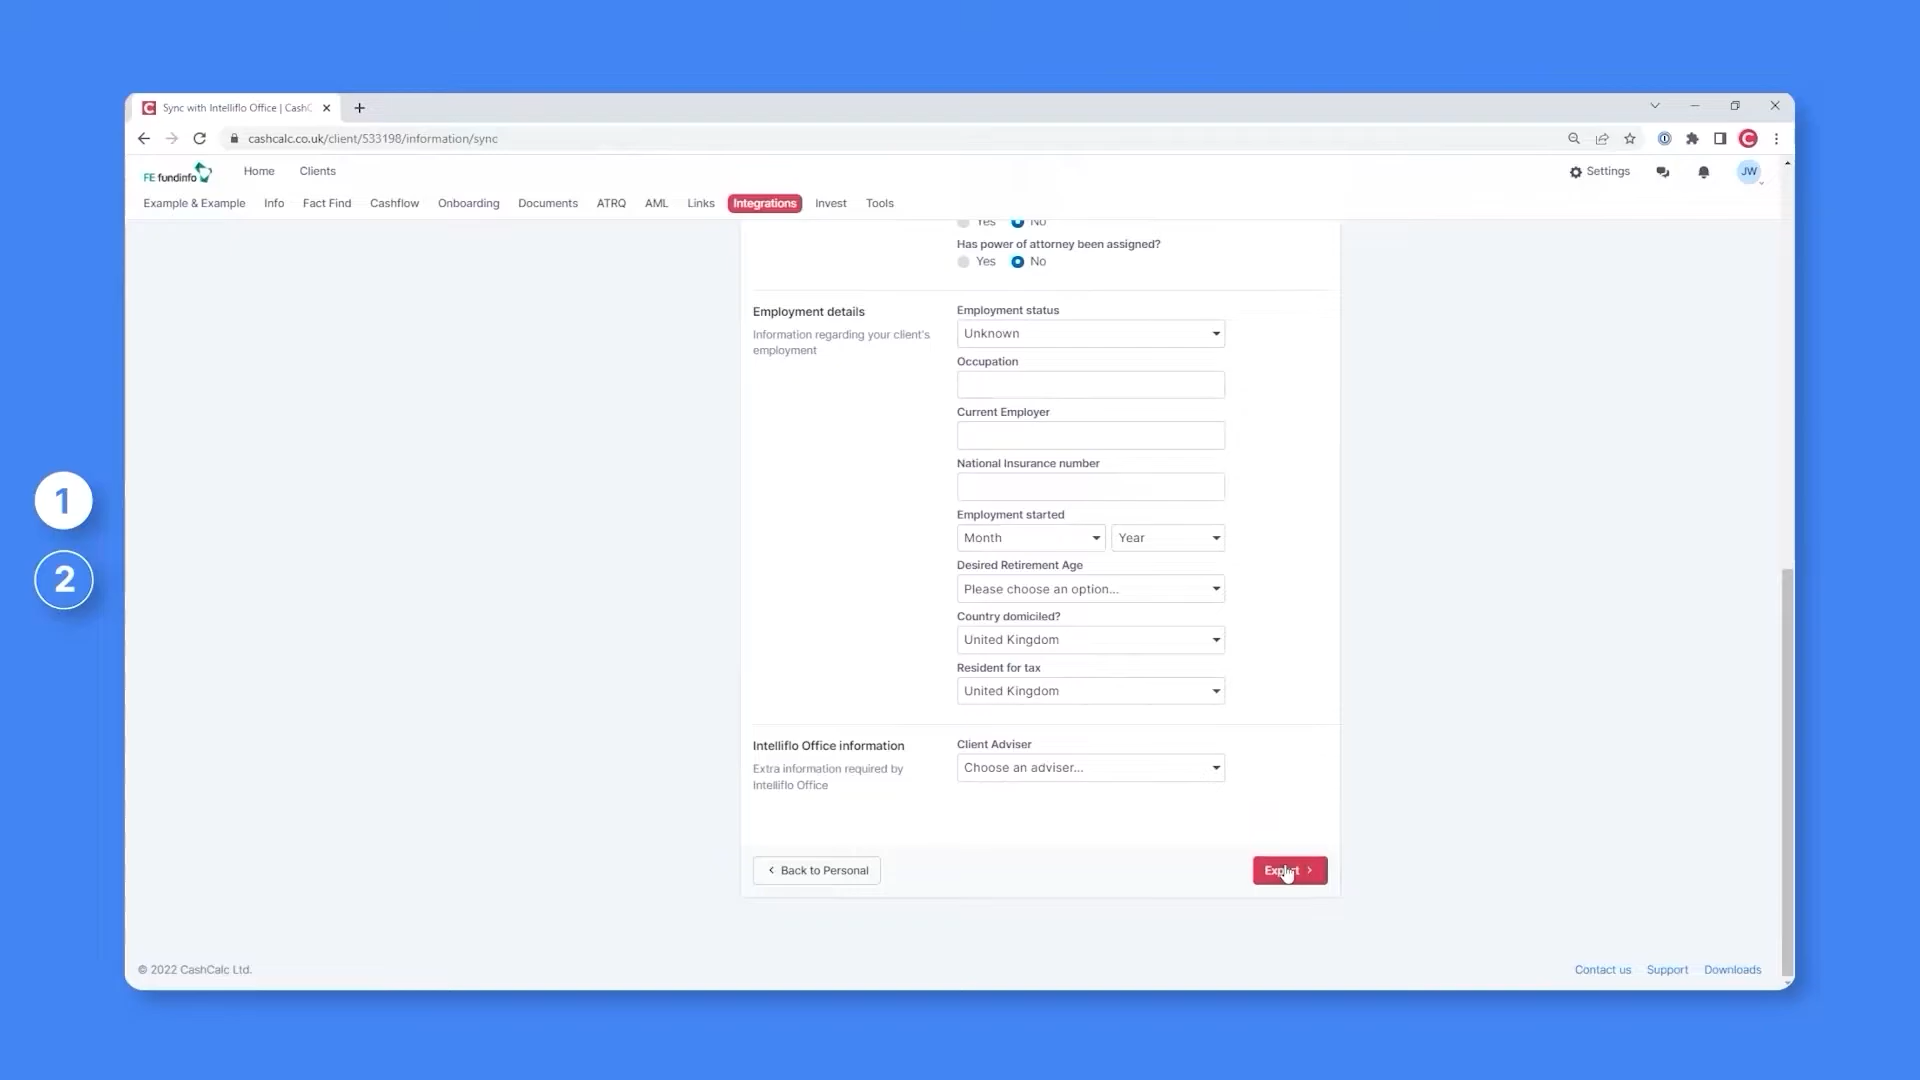 Sync with Intelliflo Office | CashC
cashcalc.co.uk/client/533198/information/sync
FE fundinfo
Home
Clients
Settings
JW
Example & Example
Info
Fact Find
Cashflow
Onboarding
Documents
ATRQ
AML
Links
Integrations
Invest
Tools
Yes
No
Has power of attorney been assigned?
Yes
No
Employment details
Information regarding your client's
employment
Employment status
Unknown
Occupation
Current Employer
National Insurance number
Employment started
Month
Year
Desired Retirement Age
Please choose an option...
Country domiciled?
United Kingdom
Resident for tax
United Kingdom
Intelliflo Office information
Extra information required by
Intelliflo Office
Client Adviser
Choose an adviser...
Back to Personal
Export
1
2
© 2022 CashCalc Ltd.
Contact us
Support
Downloads